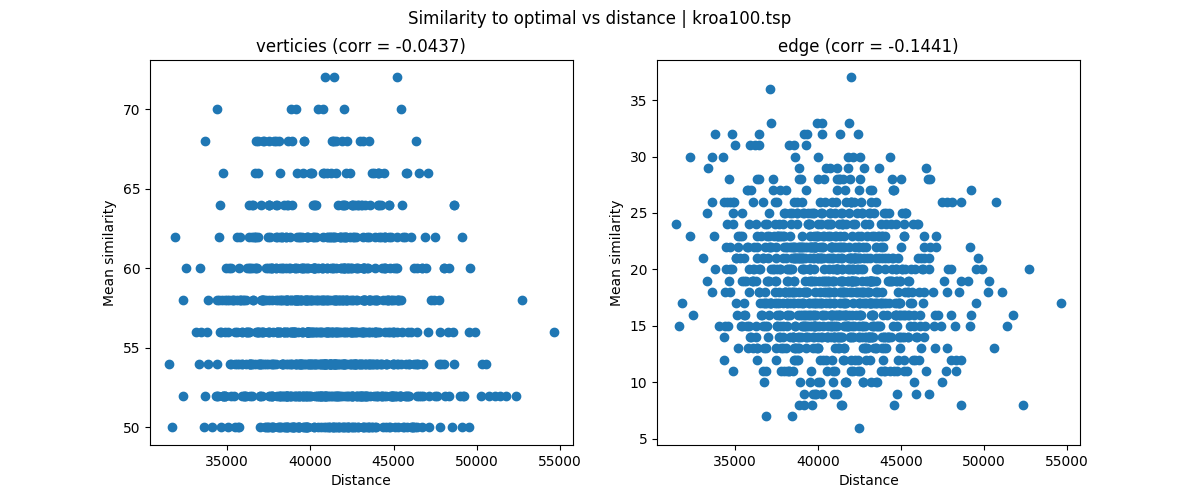 Similarity to optimal vs distance | kroa100.tsp
verticies (corr = -0.0437)
70
65
60
55
50
Mean similarity
35000 40000 45000 50000 55000
Distance
edge (corr = -0.1441)
35
30
25
20
15
10
5
Mean similarity
35000 40000 45000 50000 55000
Distance